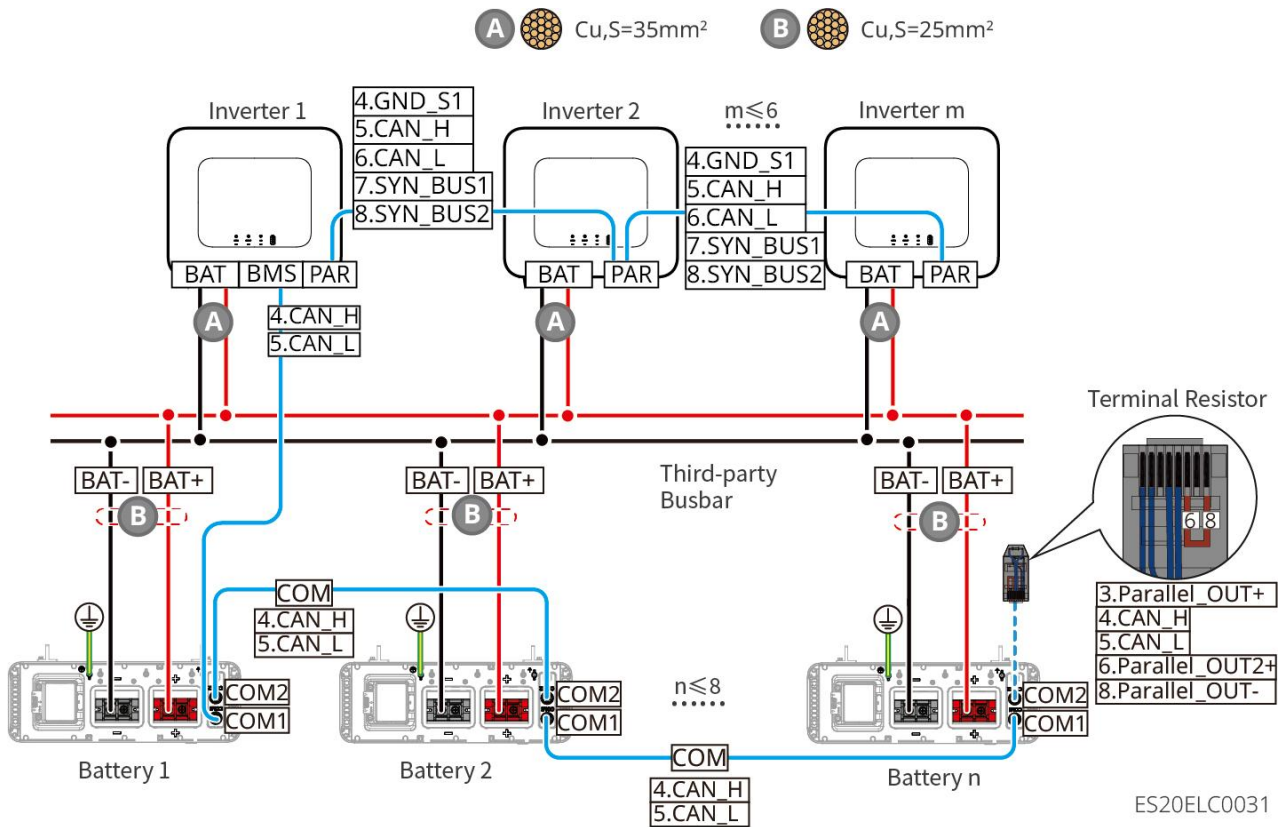 A Cu,S=35mm²
B Cu,S=25mm²
Inverter 1
4.GND_S1
5.CAN_H
6.CAN_L
7.SYN_BUS1
8.SYN_BUS2
Inverter 2
m≤6
4.GND_S1
5.CAN_H
6.CAN_L
7.SYN_BUS1
8.SYN_BUS2
Inverter m
BAT BMS PAR
BAT PAR
BAT PAR
A
4.CAN_H
5.CAN_L
A
A
Terminal Resistor
6 8
3.Parallel_OUT+
4.CAN_H
5.CAN_L
6.Parallel_OUT2+
8.Parallel_OUT-
Third-party
Busbar
BAT- BAT+
B
BAT- BAT+
B
BAT- BAT+
B
COM
4.CAN_H
5.CAN_L
COM2
COM1
COM2
COM1
n≤8
COM2
COM1
Battery 1
Battery 2
COM
4.CAN_H
5.CAN_L
Battery n
ES20ELC0031